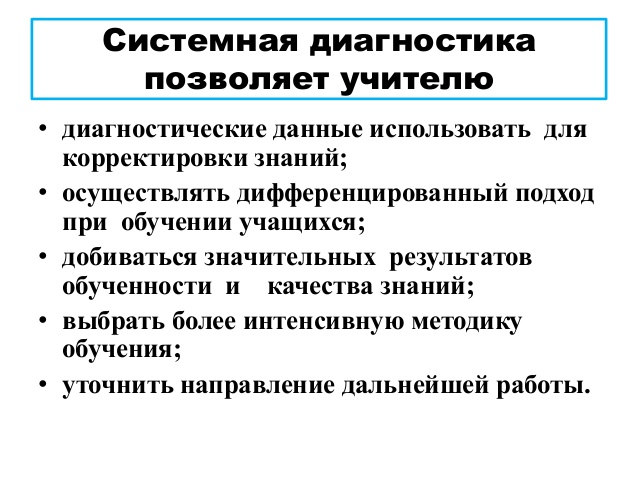 Системная диагностика
позволяет учителю
• диагностические данные использовать для
корректировки знаний;
• осуществлять дифференцированный подход
при обучении учащихся;
• добиваться значительных результатов
обученности и качества знаний;
• выбрать более интенсивную методику
обучения;
• уточнить направление дальнейшей работы.